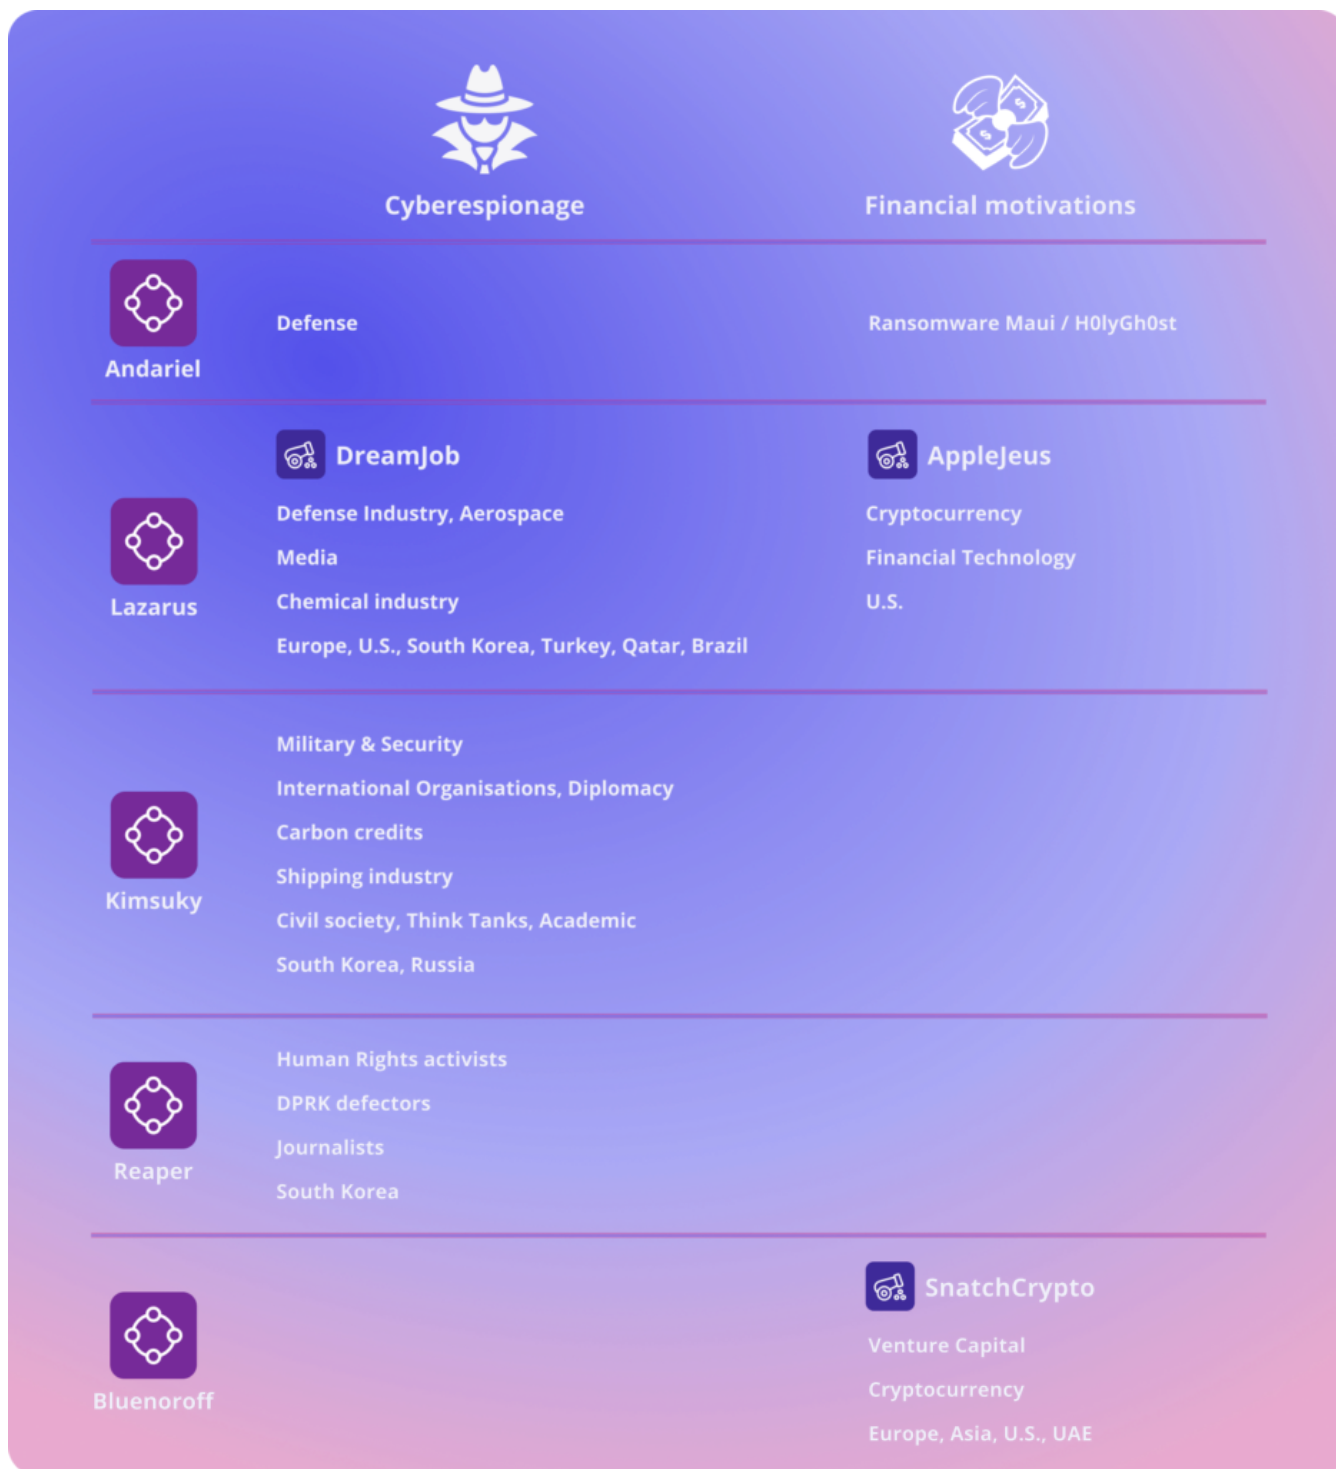 Cyberespionage
Financial motivations
Andariel
Defense
Ransomware Maui / H0lyGh0st
Lazarus
DreamJob
Defense Industry, Aerospace
Media
Chemical industry
Europe, U.S., South Korea, Turkey, Qatar, Brazil
AppleJeus
Cryptocurrency
Financial Technology
U.S.
Kimsuky
Military & Security
International Organisations, Diplomacy
Carbon credits
Shipping industry
Civil society, Think Tanks, Academic
South Korea, Russia
Reaper
Human Rights activists
DPRK defectors
Journalists
South Korea
Bluenoroff
SnatchCrypto
Venture Capital
Cryptocurrency
Europe, Asia, U.S., UAE